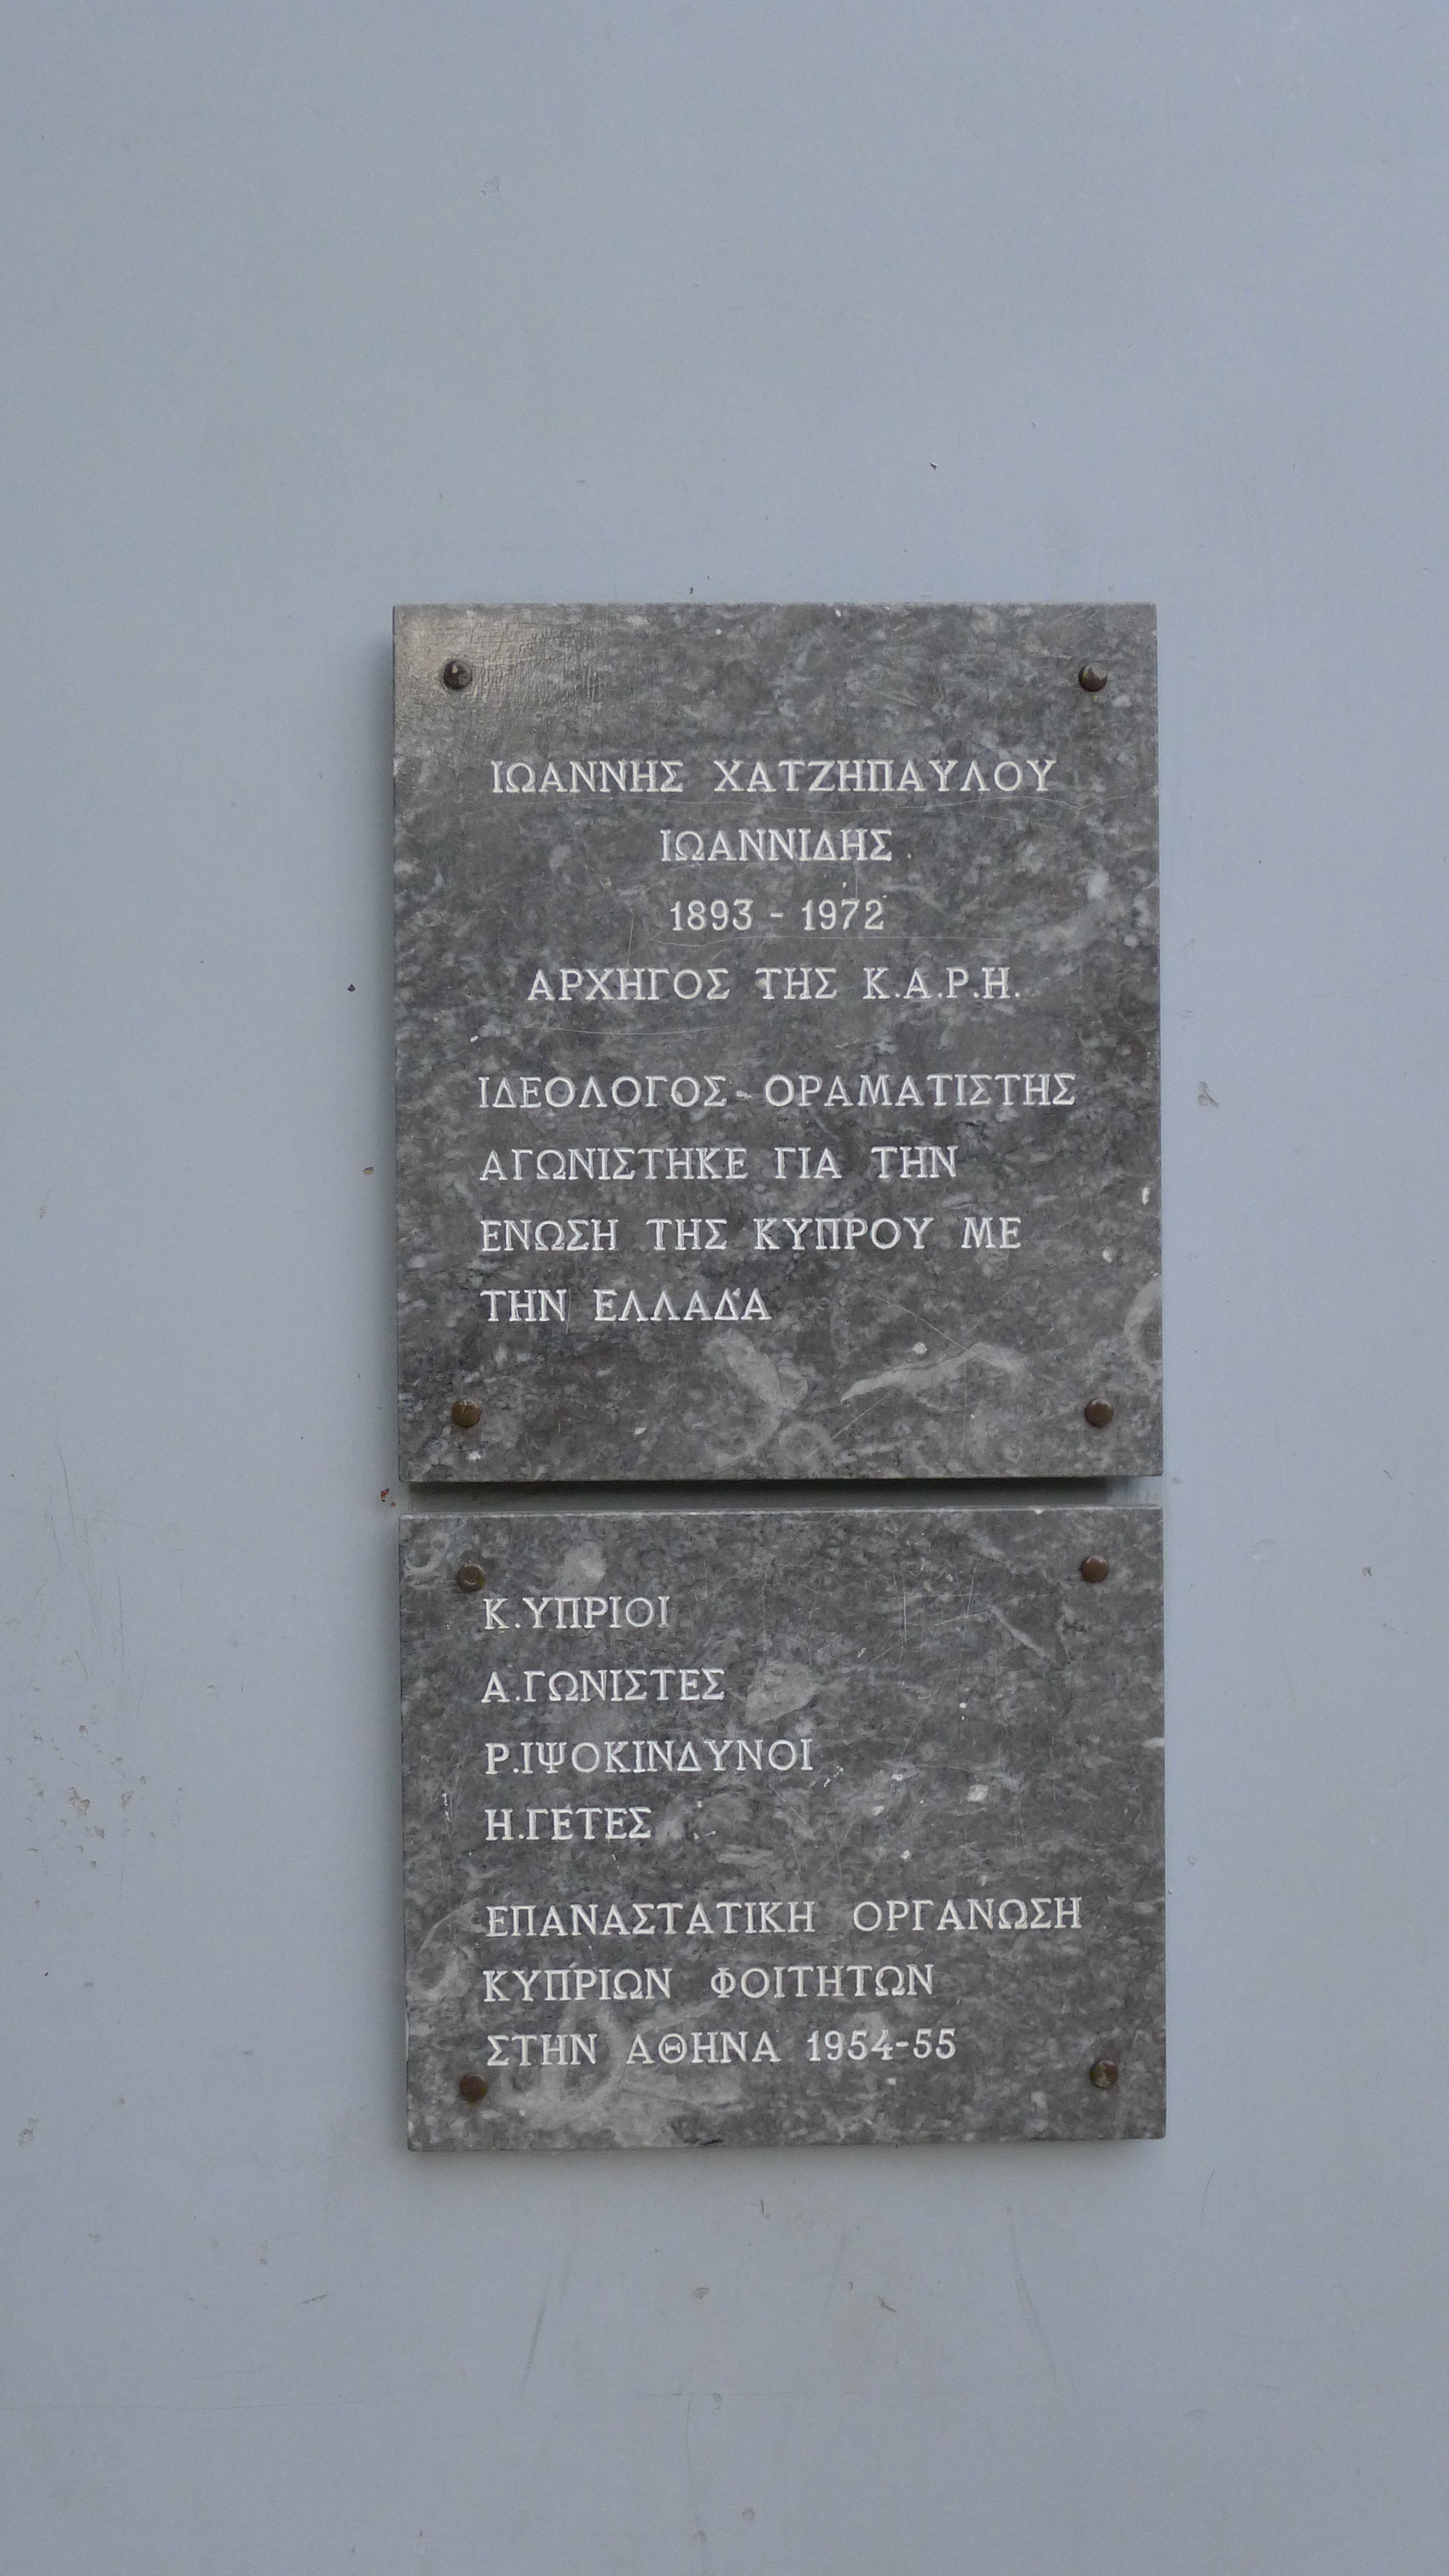 ΙΩΑΝΝΗΣ ΧΑΤΖΗΠΑΥΛΟΥ
ΙΩΑΝΝΙΔΗΣ
1893 - 1972
ΑΡΧΗΓΟΣ ΤΗΣ Κ.Α.Ρ.Η.
ΙΔΕΟΛΟΓΟΣ - ΟΡΑΜΑΤΙΣΤΗΣ
ΑΓΩΝΙΣΤΗΚΕ ΓΙΑ ΤΗΝ
ΕΝΩΣΗ ΤΗΣ ΚΥΠΡΟΥ ΜΕ
ΤΗΝ ΕΛΛΑΔΑ
Κ.ΥΠΡΙΟΙ
Α.ΓΩΝΙΣΤΕΣ
Ρ.ΙΨΟΚΙΝΔΥΝΟΙ
Η.ΓΕΤΕΣ
ΕΠΑΝΑΣΤΑΤΙΚΗ ΟΡΓΑΝΩΣΗ
ΚΥΠΡΙΩΝ ΦΟΙΤΗΤΩΝ
ΣΤΗΝ ΑΘΗΝΑ 1954-55